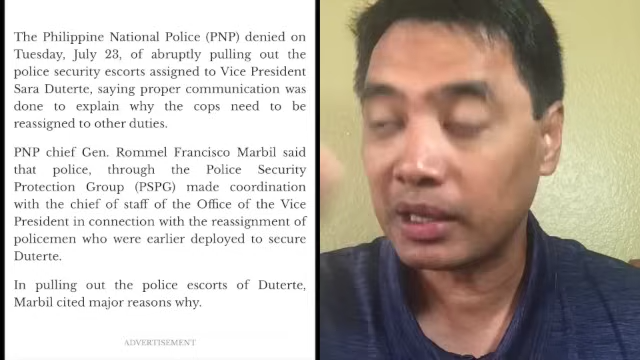 The Philippine National Police (PNP) denied on
Tuesday, July 23, of abruptly pulling out the
police security escorts assigned to Vice President
Sara Duterte, saying proper communication was
done to explain why the cops need to be
reassigned to other duties.
PNP chief Gen. Rommel Francisco Marbil said
that police, through the Police Security
Protection Group (PSPG) made coordination
with the chief of staff of the Office of the Vice
President in connection with the reassignment of
policemen who were earlier deployed to secure
Duterte.
In pulling out the police escorts of Duterte,
Marbil cited major reasons why.
ADVERTISEMENT